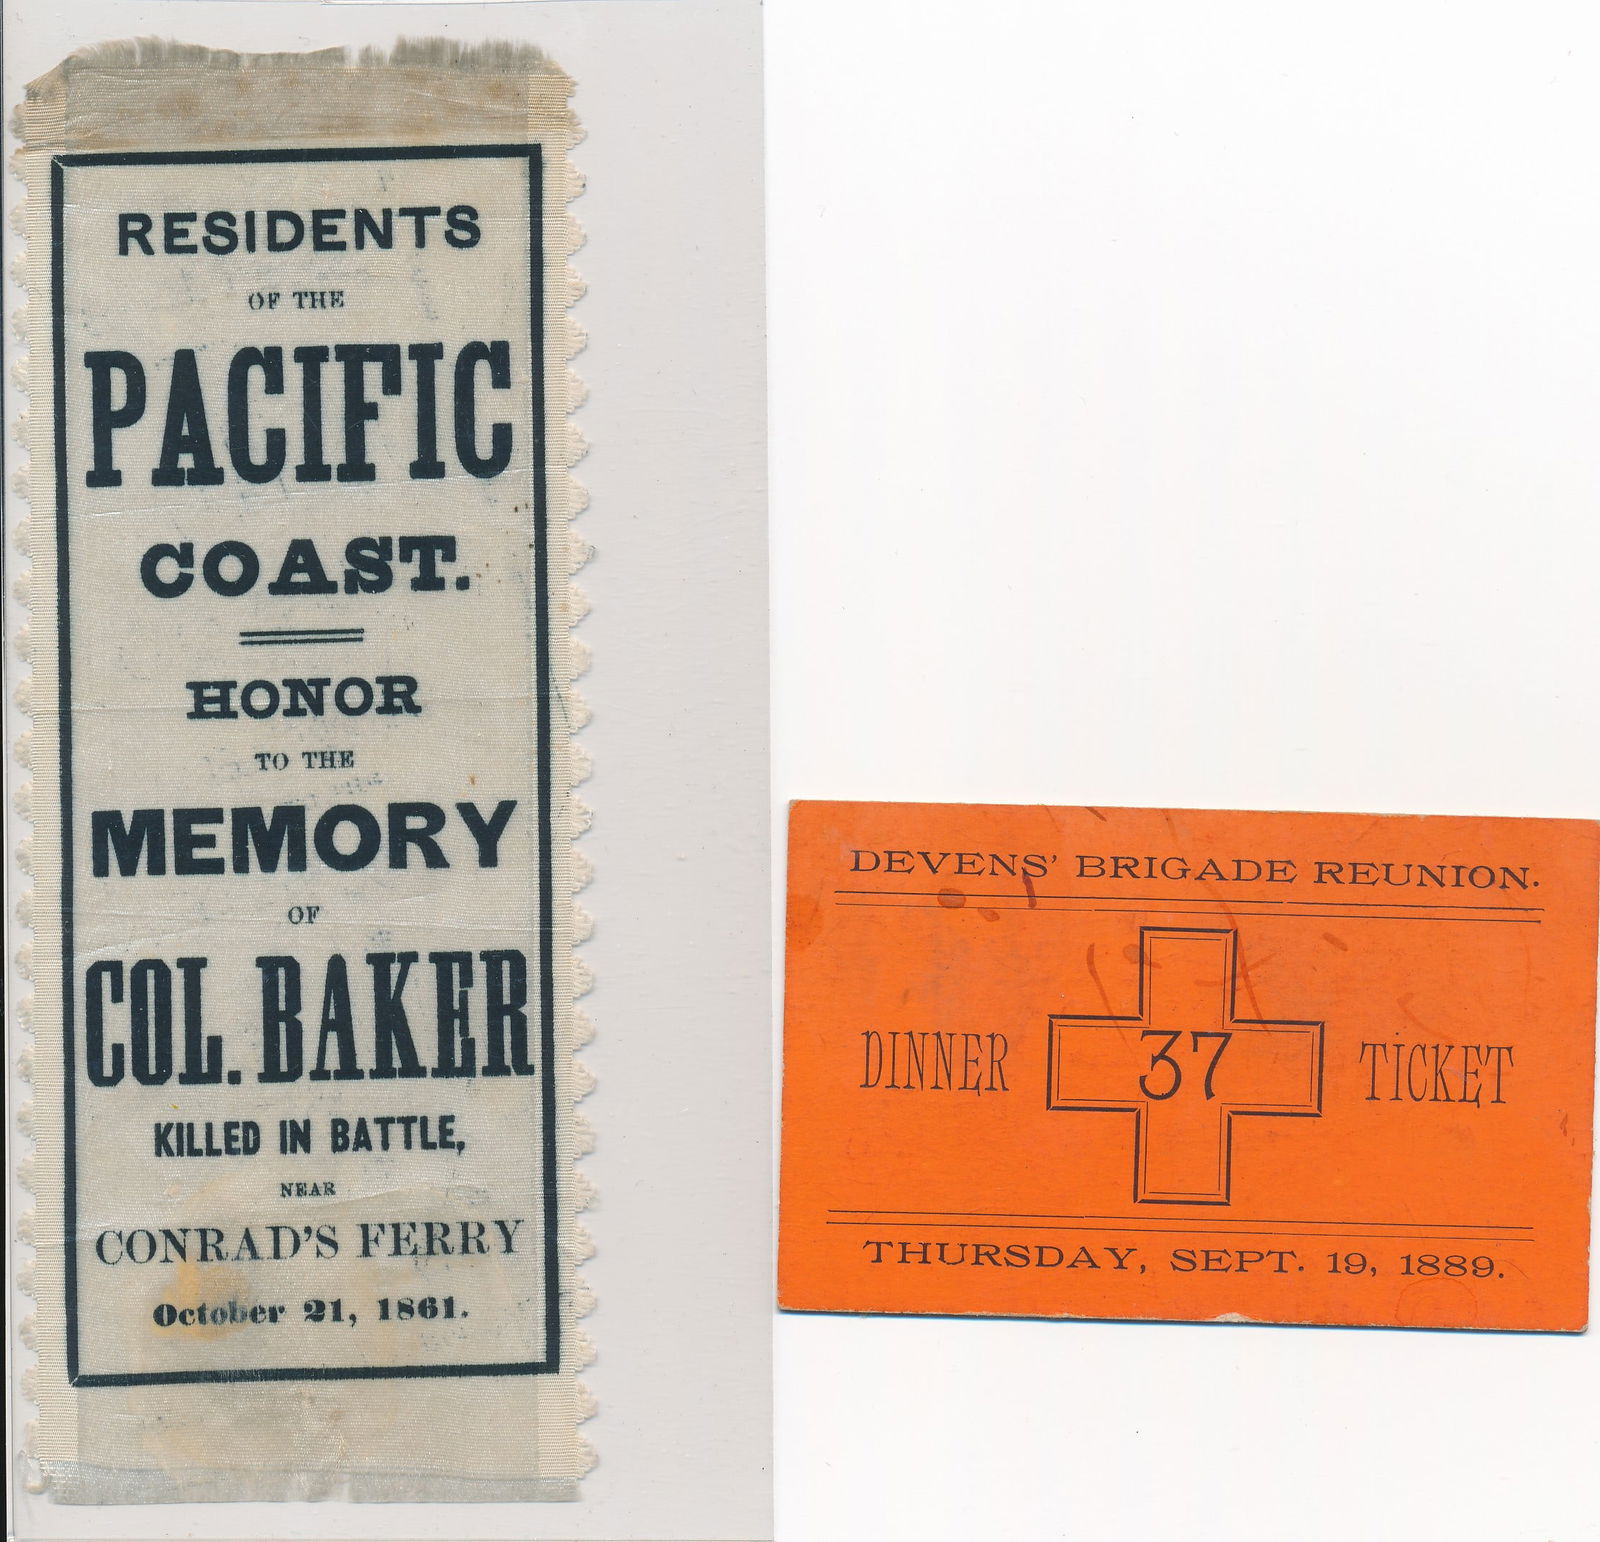 RESIDENTS
OF THE
PACIFIC
COAST.
HONOR
TO THE
MEMORY
OF
COL. BAKER
KILLED IN BATTLE,
NEAR
CONRAD'S FERRY
October 21, 1861.
DEVENS' BRIGADE REUNION.
DINNER 37 TICKET
THURSDAY, SEPT. 19, 1889.